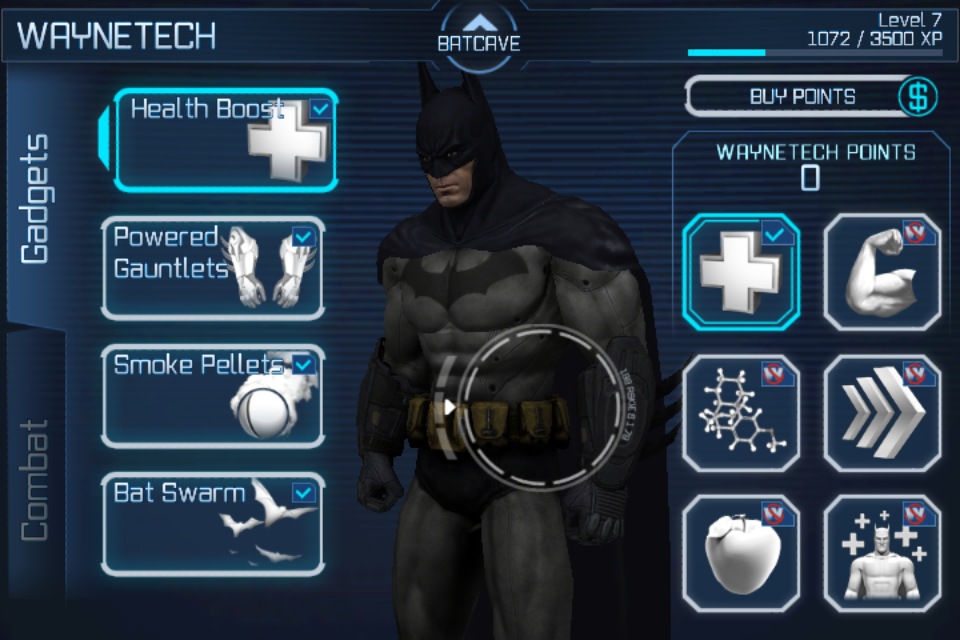 WAYNETECH
BATCAVE
Level 7
1072 / 3500 XP
BUY POINTS
$
WAYNETECH POINTS
0
Gadgets
Combat
Health Boost
Powered
Gauntlets
Smoke Pellets
Bat Swarm